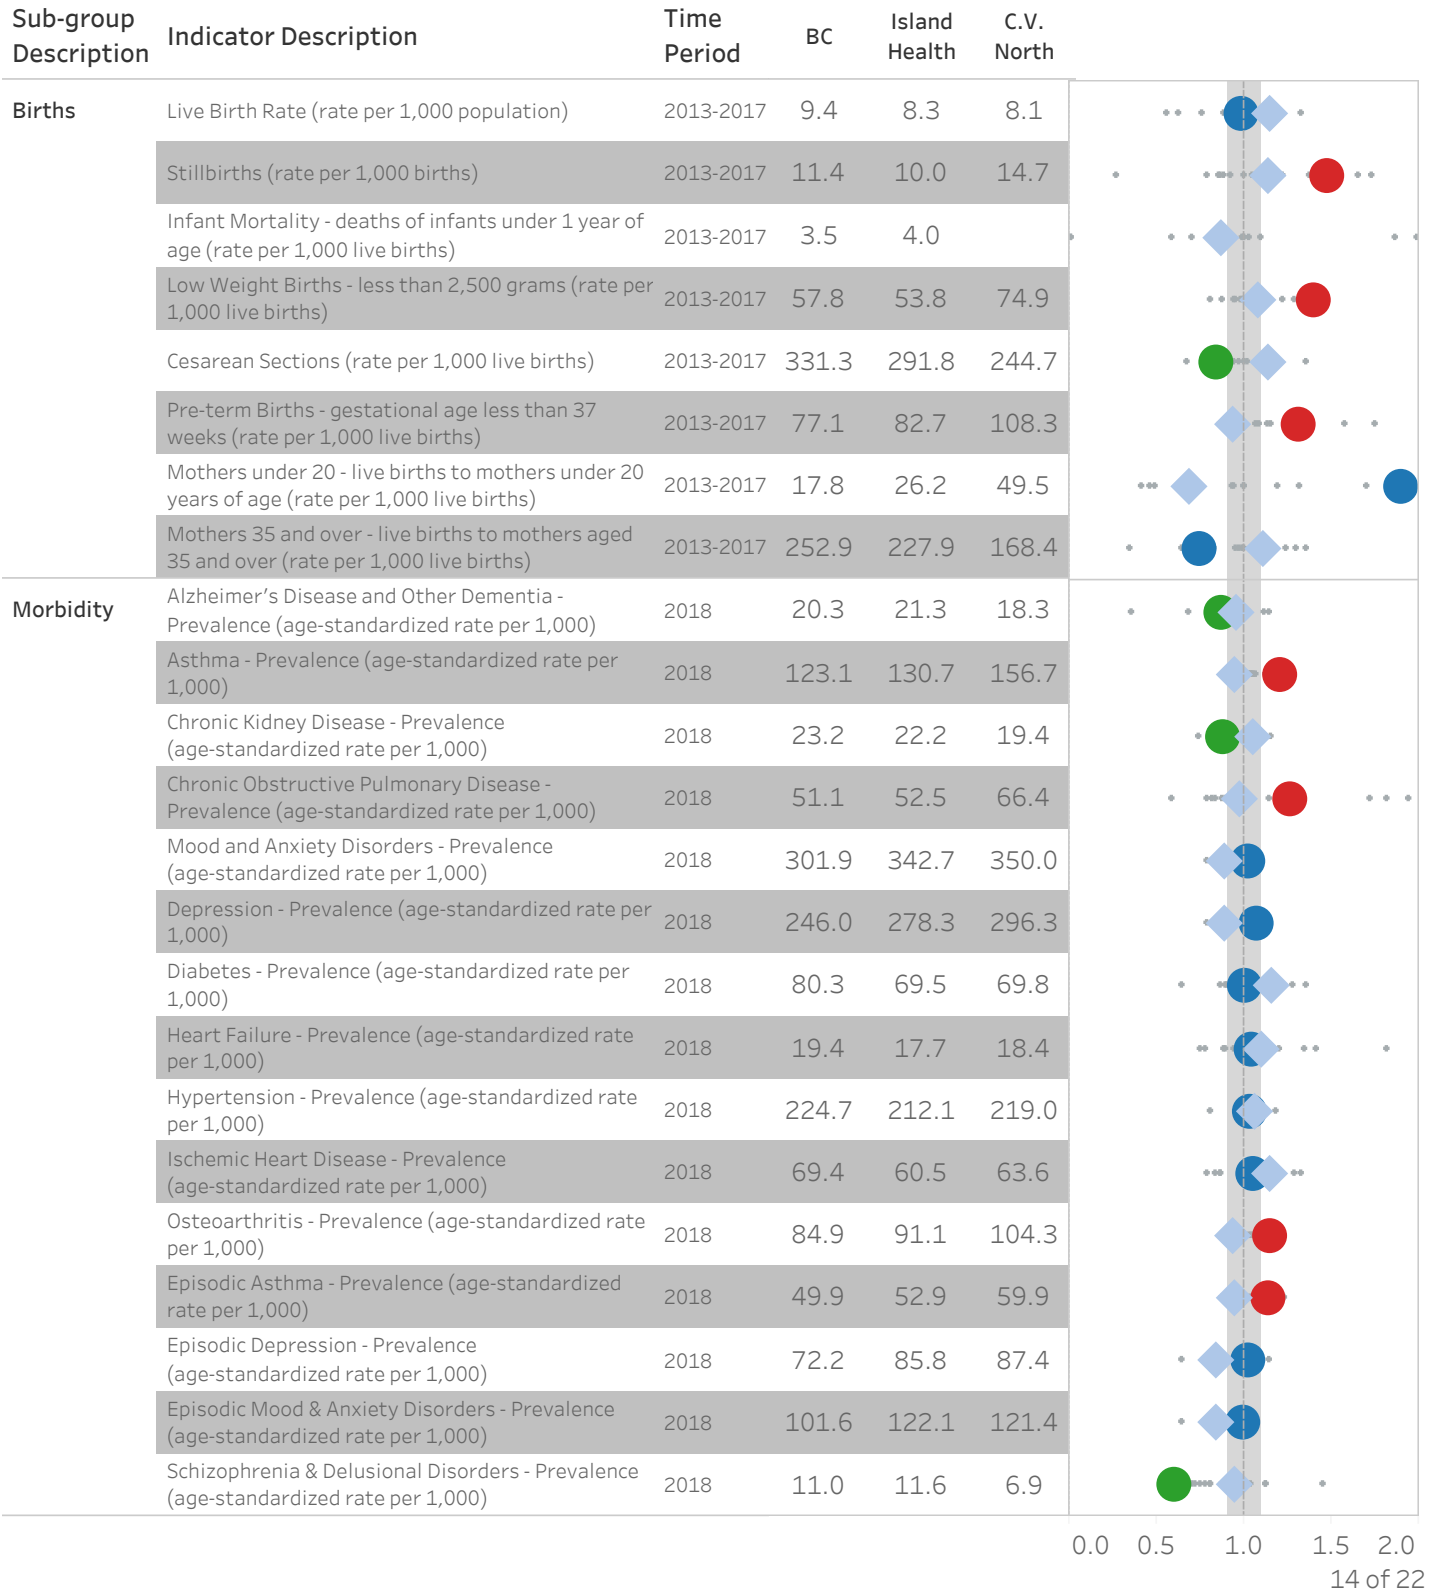 Sub-group Description Indicator Description Time Period BC Island Health C.V. North
Births Live Birth Rate (rate per 1,000 population) 2013-2017 9.4 8.3 8.1
Stillbirths (rate per 1,000 births) 2013-2017 11.4 10.0 14.7
Infant Mortality - deaths of infants under 1 year of
age (rate per 1,000 live births) 2013-2017 3.5 4.0
Low Weight Births - less than 2,500 grams (rate per
1,000 live births) 2013-2017 57.8 53.8 74.9
Cesarean Sections (rate per 1,000 live births) 2013-2017 331.3 291.8 244.7
Pre-term Births - gestational age less than 37
weeks (rate per 1,000 live births) 2013-2017 77.1 82.7 108.3
Mothers under 20 - live births to mothers under 20
years of age (rate per 1,000 live births) 2013-2017 17.8 26.2 49.5
Mothers 35 and over - live births to mothers aged
35 and over (rate per 1,000 live births) 2013-2017 252.9 227.9 168.4
Morbidity Alzheimer's Disease and Other Dementia -
Prevalence (age-standardized rate per 1,000) 2018 20.3 21.3 18.3
Asthma - Prevalence (age-standardized rate per
1,000) 2018 123.1 130.7 156.7
Chronic Kidney Disease - Prevalence
(age-standardized rate per 1,000) 2018 23.2 22.2 19.4
Chronic Obstructive Pulmonary Disease -
Prevalence (age-standardized rate per 1,000) 2018 51.1 52.5 66.4
Mood and Anxiety Disorders - Prevalence
(age-standardized rate per 1,000) 2018 301.9 342.7 350.0
Depression - Prevalence (age-standardized rate per
1,000) 2018 246.0 278.3 296.3
Diabetes - Prevalence (age-standardized rate per
1,000) 2018 80.3 69.5 69.8
Heart Failure - Prevalence (age-standardized rate
per 1,000) 2018 19.4 17.7 18.4
Hypertension - Prevalence (age-standardized rate
per 1,000) 2018 224.7 212.1 219.0
Ischemic Heart Disease - Prevalence
(age-standardized rate per 1,000) 2018 69.4 60.5 63.6
Osteoarthritis - Prevalence (age-standardized rate
per 1,000) 2018 84.9 91.1 104.3
Episodic Asthma - Prevalence (age-standardized
rate per 1,000) 2018 49.9 52.9 59.9
Episodic Depression - Prevalence
(age-standardized rate per 1,000) 2018 72.2 85.8 87.4
Episodic Mood & Anxiety Disorders - Prevalence
(age-standardized rate per 1,000) 2018 101.6 122.1 121.4
Schizophrenia & Delusional Disorders - Prevalence
(age-standardized rate per 1,000) 2018 11.0 11.6 6.9
0.0 0.5 1.0 1.5 2.0
14 of 22